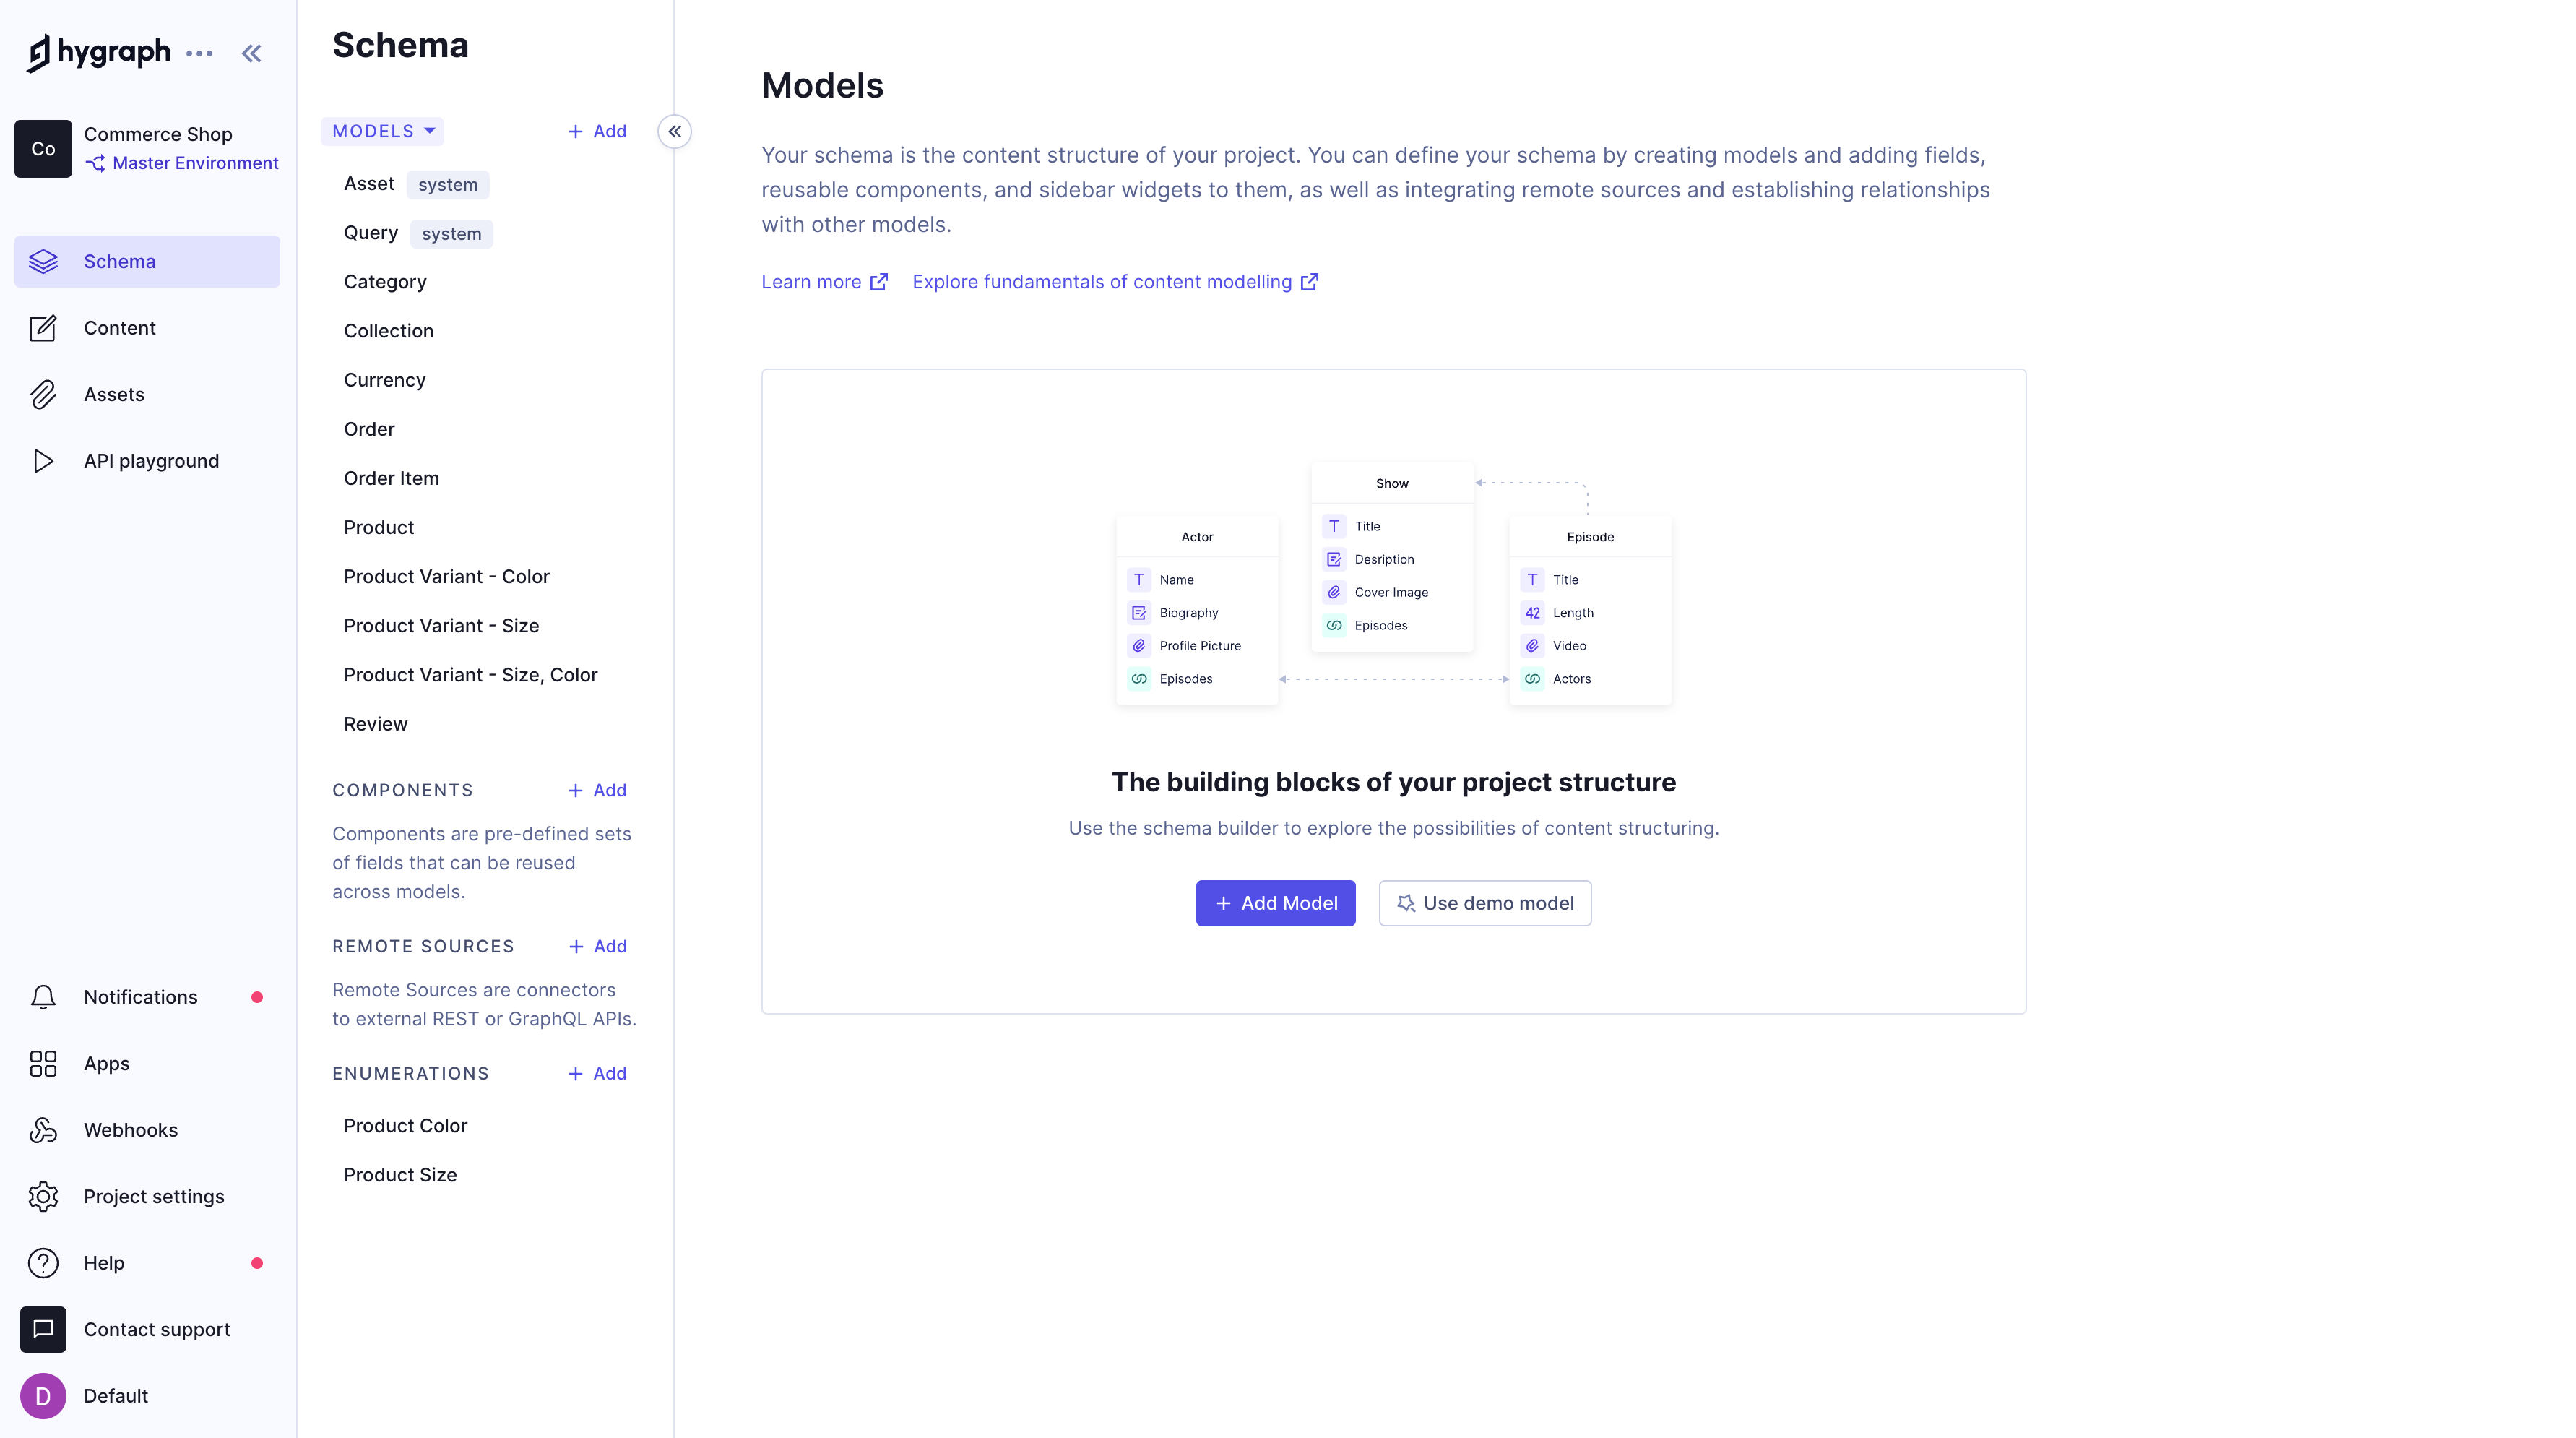 hygraph
Co
Commerce Shop
Master Environment
Schema
Content
Assets
API playground
Notifications
Apps
Webhooks
Project settings
Help
Contact support
D
Default
Schema
MODELS
+ Add
Asset system
Query system
Category
Collection
Currency
Order
Order Item
Product
Product Variant - Color
Product Variant - Size
Product Variant - Size, Color
Review
COMPONENTS
+ Add
Components are pre-defined sets
of fields that can be reused
across models.
REMOTE SOURCES
+ Add
Remote Sources are connectors
to external REST or GraphQL APIs.
ENUMERATIONS
+ Add
Product Color
Product Size
Models
Your schema is the content structure of your project. You can define your schema by creating models and adding fields,
reusable components, and sidebar widgets to them, as well as integrating remote sources and establishing relationships
with other models.
Learn more
Explore fundamentals of content modelling
Actor
T Name
Biography
Profile Picture
Episodes
Show
T Title
Desription
Cover Image
Episodes
Episode
T Title
42 Length
Video
Actors
The building blocks of your project structure
Use the schema builder to explore the possibilities of content structuring.
+ Add Model
Use demo model